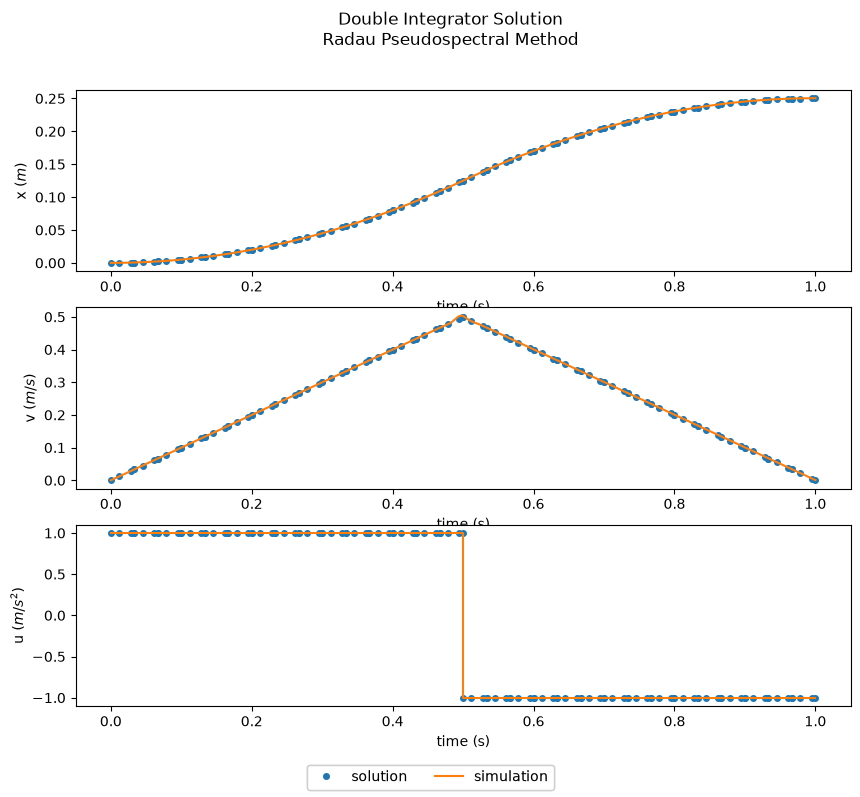 Double Integrator Solution
Radau Pseudospectral Method
0.25
0.20
0.15
0.10
0.05
0.00
x (m)
0.0 0.2 0.4 0.6 0.8 1.0
time (s)
0.5
0.4
0.3
0.2
0.1
0.0
v (m/s)
0.0 0.2 0.4 0.6 0.8 1.0
time (s)
1.0
0.5
0.0
−0.5
−1.0
u (m/s²)
0.0 0.2 0.4 0.6 0.8 1.0
time (s)
solution simulation